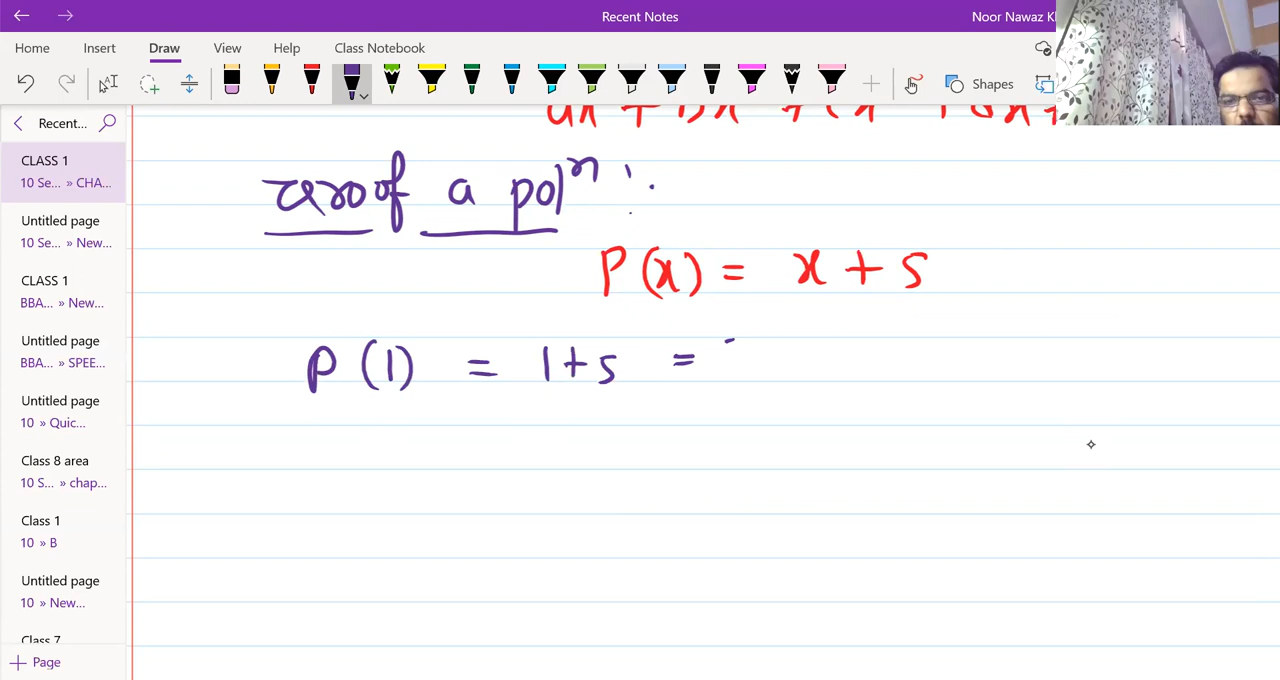 Recent Notes
Noor Nawaz
Home Insert Draw View Help Class Notebook
Shapes
Recent...
CLASS 1
10 Se... » CHA...
Untitled page
10 Se... » New...
CLASS 1
BBA... » New...
Untitled page
BBA... » SPEE...
Untitled page
10 » Quic...
Class 8 area
10 S... » chap...
Class 1
10 » B
Untitled page
10 » New...
Class 7
Page
zero of a polⁿ :
P(x) = x + 5
P(1) = 1+5 =